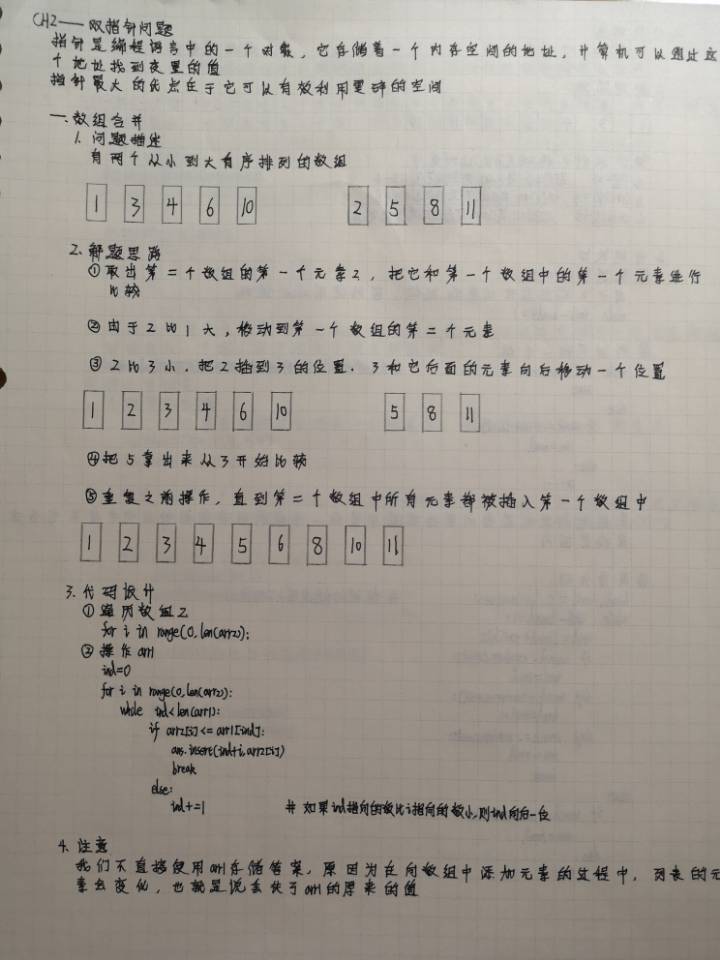 CH2——双指针问题
指针是编程语言中的一个对象，它存储着一个内存空间的地址，计算机可以通过这
个地址找到变量的值
指针最大的优点在于它可以有效利用零碎的空间
一.数组合并
1. 问题描述
有两个从小到大有序排列的数组
1 3 4 6 10 2 5 8 11
2. 解题思路
①取出第二个数组的第一个元素2，把它和第一个数组中的第一个元素进行
比较
②由于2比1大，移动到第一个数组的第二个元素
③2比3小，把2插到3的位置．3和它后面的元素向后移动一个位置
1 2 3 4 6 10 5 8 11
④把5拿出来从3开始比较
⑤重复之前操作，直到第二个数组中所有元素都被插入第一个数组中
1 2 3 4 5 6 8 10 11
3. 代码设计
①遍历数组2
for i in range(0,len(arr2)):
②操作arr1
ind=0
for i in range(0,len(arr2)):
while ind<len(arr1):
if arr2[i]<=arr1[ind]:
ans.insert(ind+i,arr2[i])
break
else:
ind+=1 # 如果ind指向的数比i指向的数小,则ind向后一位
4. 注意
我们不直接使用arr1存储答案，原因为在向数组中添加元素的过程中，列表的元
素会变化，也就是说丢失了arr1的原来的值